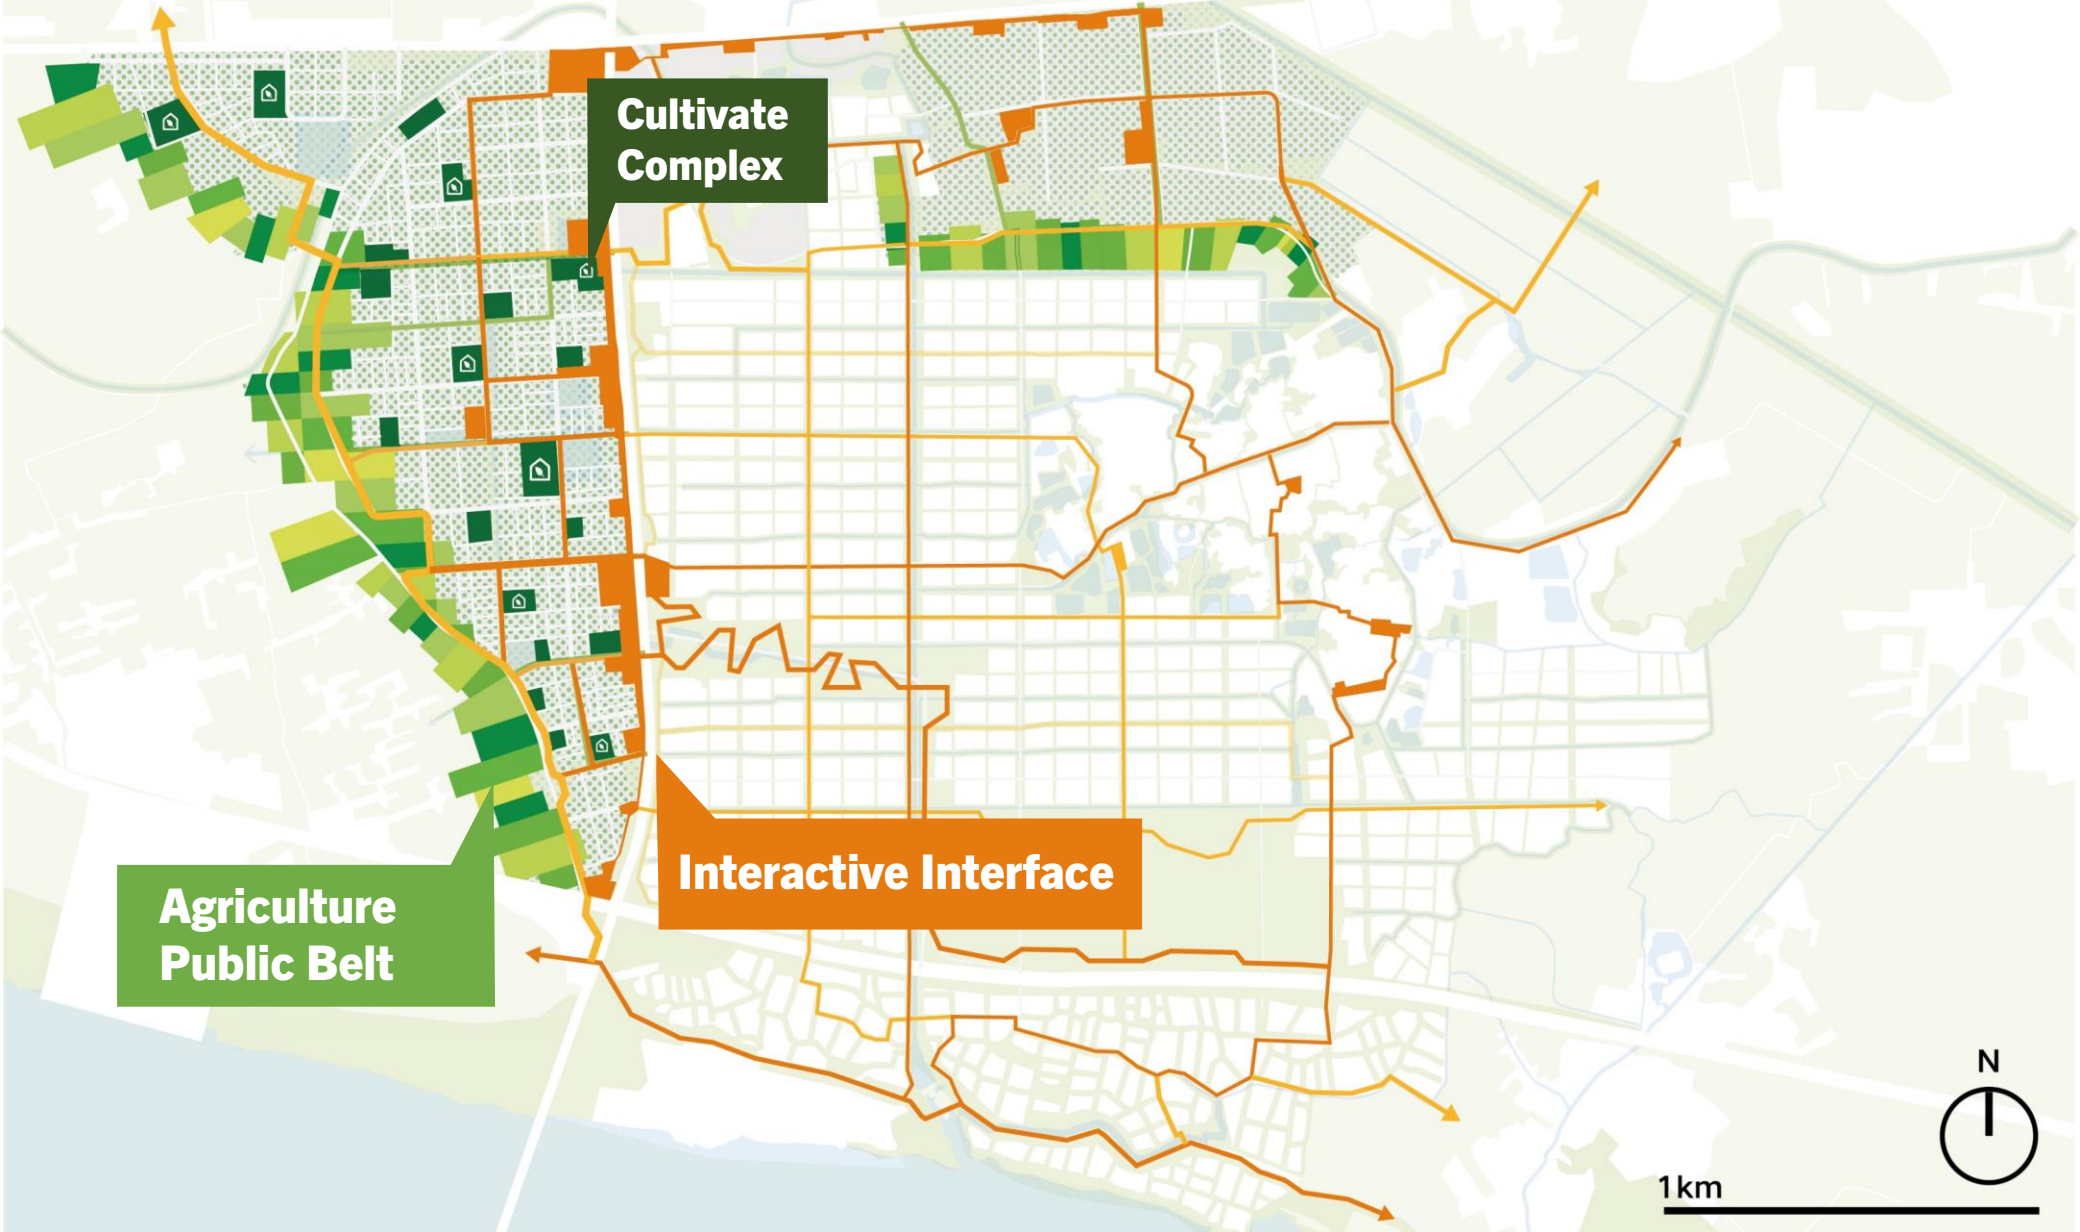 Cultivate
Complex
Interactive Interface
Agriculture
Public Belt
N
1km